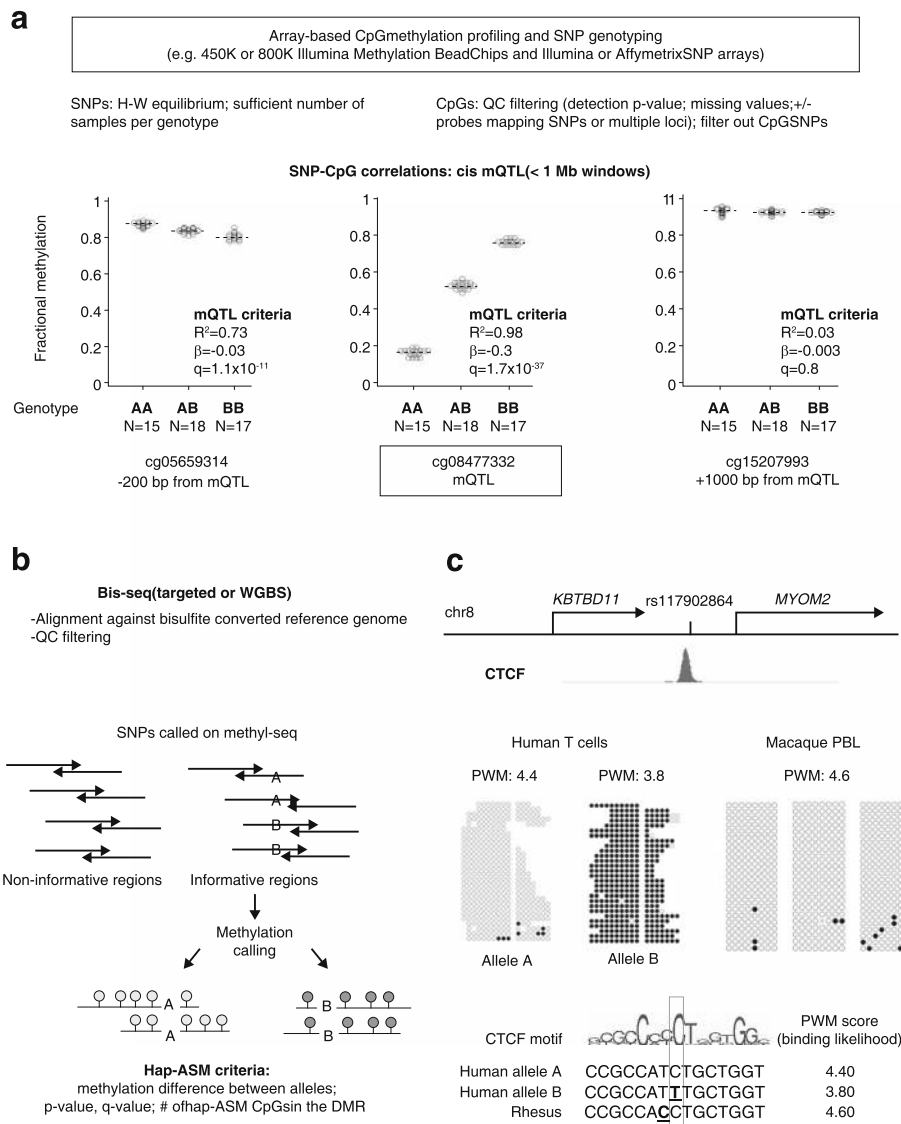 a
Array-based CpGmethylation profiling and SNP genotyping
(e.g. 450K or 800K Illumina Methylation BeadChips and Illumina or AffymetrixSNP arrays)
SNPs: H-W equilibrium; sufficient number of
samples per genotype
CpGs: QC filtering (detection p-value; missing values;+/-
probes mapping SNPs or multiple loci); filter out CpGSNPs
SNP-CpG correlations: cis mQTL(< 1 Mb windows)
Fractional methylation
1
0.8
0.6
0.4
0.2
0
mQTL criteria
R²=0.73
β=-0.03
q=1.1x10⁻¹¹
Genotype
AA AB BB
N=15 N=18 N=17
cg05659314
-200 bp from mQTL
1
0.8
0.6
0.4
0.2
0
mQTL criteria
R²=0.98
β=-0.3
q=1.7x10⁻³⁷
AA AB BB
N=15 N=18 N=17
cg08477332
mQTL
11
0.8
0.6
0.4
0.2
0
mQTL criteria
R²=0.03
β=-0.003
q=0.8
AA AB BB
N=15 N=18 N=17
cg15207993
+1000 bp from mQTL
b
Bis-seq(targeted or WGBS)
-Alignment against bisulfite converted reference genome
-QC filtering
SNPs called on methyl-seq
A
A
B
B
Non-informative regions
Informative regions
Methylation
calling
A
A
B
B
Hap-ASM criteria:
methylation difference between alleles;
p-value, q-value; # ofhap-ASM CpGsin the DMR
c
chr8
KBTBD11
rs117902864
MYOM2
CTCF
Human T cells
Macaque PBL
PWM: 4.4
PWM: 3.8
PWM: 4.6
Allele A
Allele B
CTCF motif
PWM score
(binding likelihood)
Human allele A CCGCCATCTGCTGGT 4.40
Human allele B CCGCCATTTGCTGGT 3.80
Rhesus CCGCCACCTGCTGGT 4.60